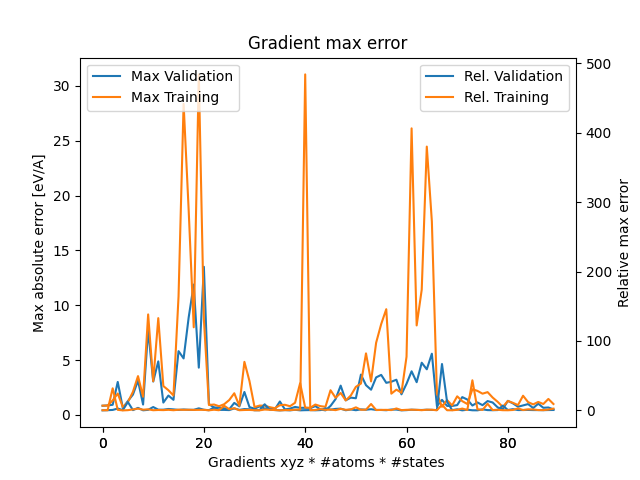 Gradient max error
Max Validation
Max Training
Rel. Validation
Rel. Training
Max absolute error [eV/A]
30
25
20
15
10
5
0
500
400
300
200
100
0
Relative max error
0
20
40
60
80
Gradients xyz * #atoms * #states